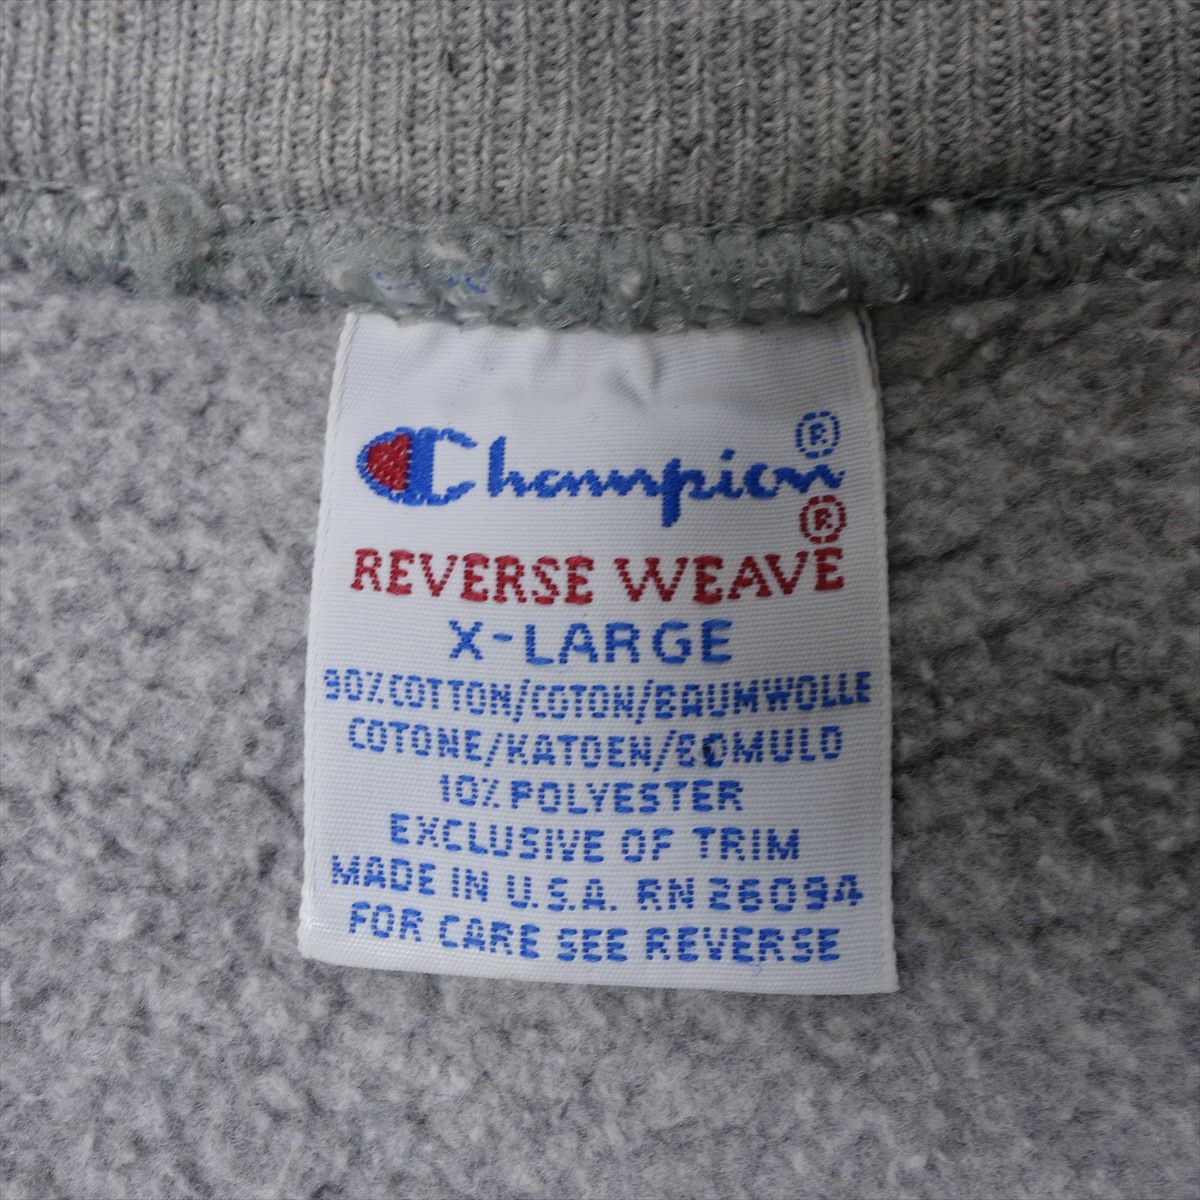 Champion®
®
REVERSE WEAVE
X-LARGE
90% COTTON/COTON/BAUMWOLLE
COTONE/KATOEN/BOMULD
10% POLYESTER
EXCLUSIVE OF TRIM
MADE IN U.S.A. RN 26094
FOR CARE SEE REVERSE